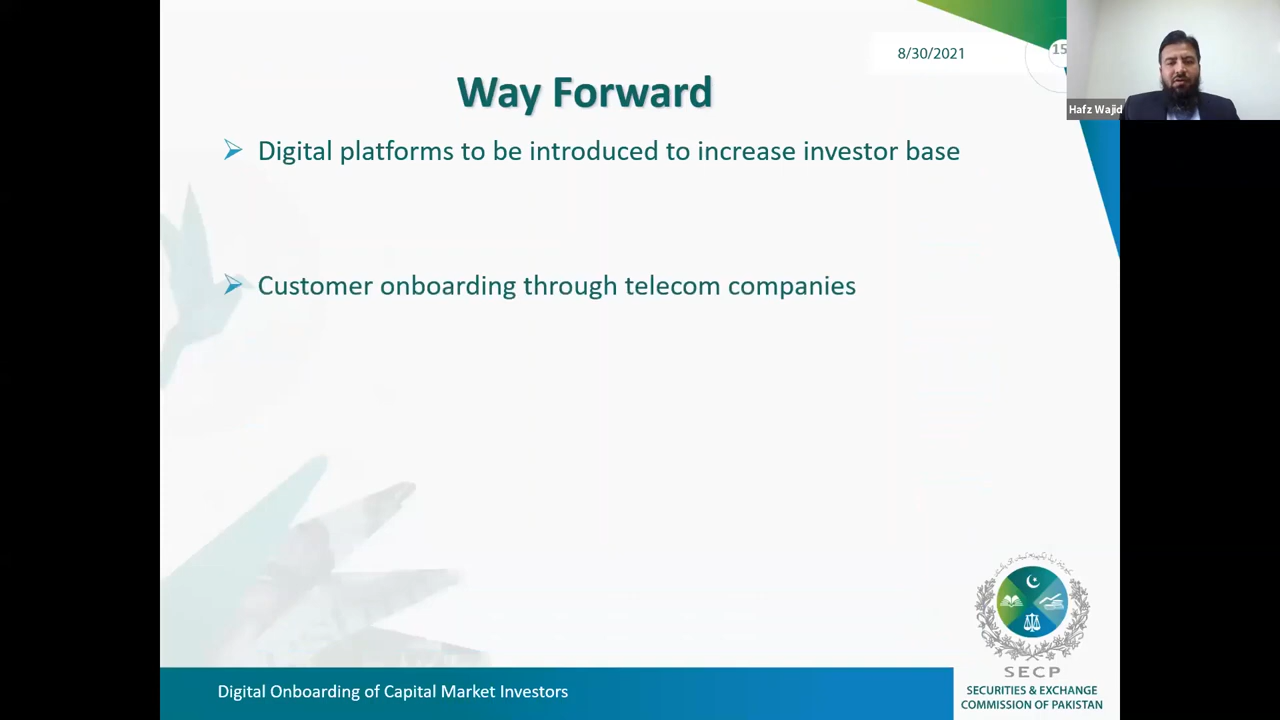 8/30/2021
15
Way Forward
Hafz Wajid
Digital platforms to be introduced to increase investor base
Customer onboarding through telecom companies
SECP
Digital Onboarding of Capital Market Investors
SECURITIES & EXCHANGE
COMMISSION OF PAKISTAN